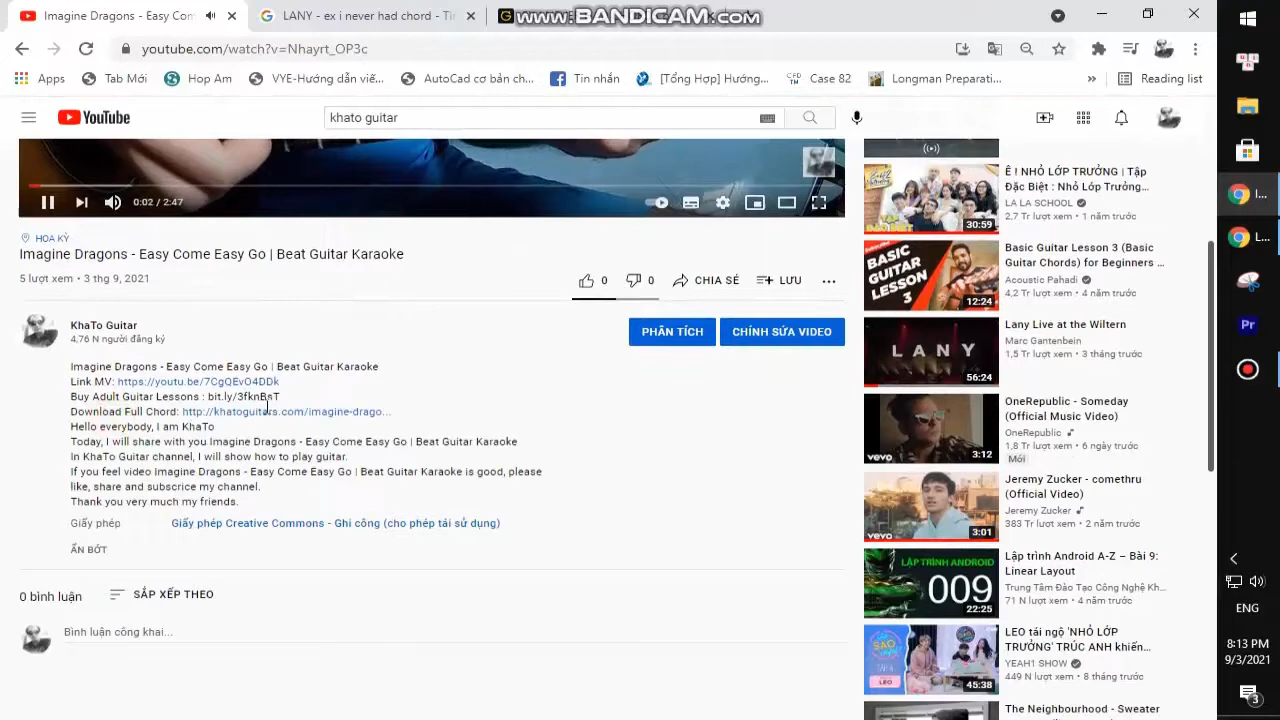 Imagine Dragons - Easy Com
LANY - ex i never had chord - Tì
www.BANDICAM.com
youtube.com/watch?v=Nhayrt_OP3c
Apps
Tab Mới
Hop Am
VYE-Hướng dẫn viế...
AutoCad cơ bản ch...
Tin nhắn
[Tổng Hợp] Hướng...
Case 82
Longman Preparati...
»
Reading list
YouTube
khato guitar
0:02 / 2:47
HOA KỲ
Imagine Dragons - Easy Come Easy Go | Beat Guitar Karaoke
5 lượt xem • 3 thg 9, 2021
0
0
CHIA SẺ
LƯU
KhaTo Guitar
4,76 N người đăng ký
PHÂN TÍCH
CHỈNH SỬA VIDEO
Imagine Dragons - Easy Come Easy Go | Beat Guitar Karaoke
Link MV: https://youtu.be/7CgQEvO4DDk
Buy Adult Guitar Lessons : bit.ly/3fknBsT
Download Full Chord: http://khatoguitars.com/imagine-drago...
Hello everybody, I am KhaTo
Today, I will share with you Imagine Dragons - Easy Come Easy Go | Beat Guitar Karaoke
In KhaTo Guitar channel, I will show how to play guitar.
If you feel video Imagine Dragons - Easy Come Easy Go | Beat Guitar Karaoke is good, please
like, share and subscrice my channel.
Thank you very much my friends.
Giấy phép
Giấy phép Creative Commons - Ghi công (cho phép tái sử dụng)
ẨN BỚT
0 bình luận
SẮP XẾP THEO
Bình luận công khai...
30:59
Ê ! NHỎ LỚP TRƯỞNG | Tập
Đặc Biệt : Nhỏ Lớp Trưởng...
LA LA SCHOOL
2,7 Tr lượt xem • 1 năm trước
BASIC
GUITAR
LESSON
3
12:24
Basic Guitar Lesson 3 (Basic
Guitar Chords) for Beginners ...
Acoustic Pahadi
4,2 Tr lượt xem • 4 năm trước
LANY
56:24
Lany Live at the Wiltern
Marc Gantenbein
1,5 Tr lượt xem • 3 tháng trước
vevo
3:12
OneRepublic - Someday
(Official Music Video)
OneRepublic
1,8 Tr lượt xem • 6 ngày trước
Mới
vevo
3:01
Jeremy Zucker - comethru
(Official Video)
Jeremy Zucker
383 Tr lượt xem • 2 năm trước
LẬP TRÌNH ANDROID
009
22:25
Lập trình Android A-Z – Bài 9:
Linear Layout
Trung Tâm Đào Tạo Công Nghệ Kh...
71 N lượt xem • 4 năm trước
SAO
LEO
45:38
LEO tái ngộ 'NHỎ LỚP
TRƯỞNG' TRÚC ANH khiến...
YEAH1 SHOW
449 N lượt xem • 8 tháng trước
The Neighbourhood - Sweater
I...
L...
Pr
ENG
8:13 PM
9/3/2021
3